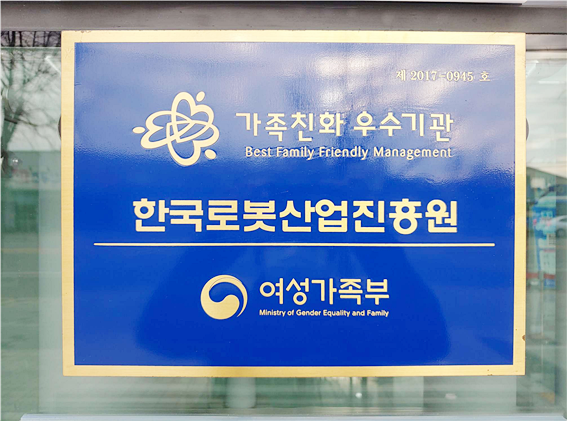 제 2017-0945 호
가족친화 우수기관
Best Family Friendly Management
한국로봇산업진흥원
여성가족부
Ministry of Gender Equality and Family